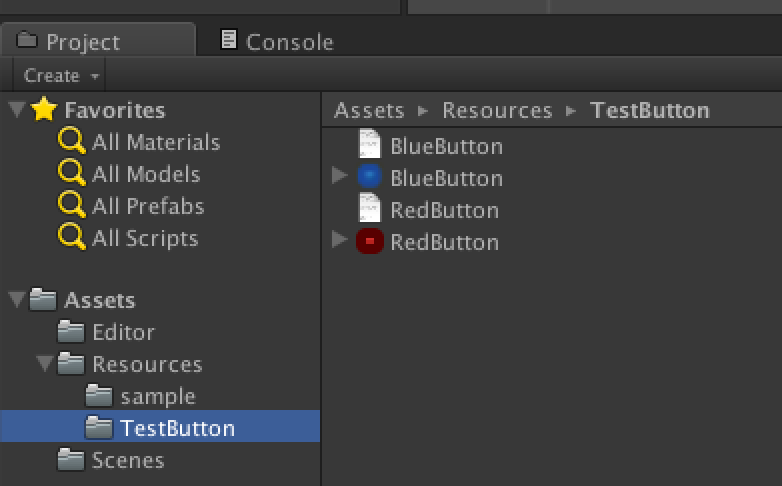 Project
Console
Create
Favorites
All Materials
All Models
All Prefabs
All Scripts
Assets
Editor
Resources
sample
TestButton
Scenes
Assets ▸ Resources ▸ TestButton
BlueButton
BlueButton
RedButton
RedButton